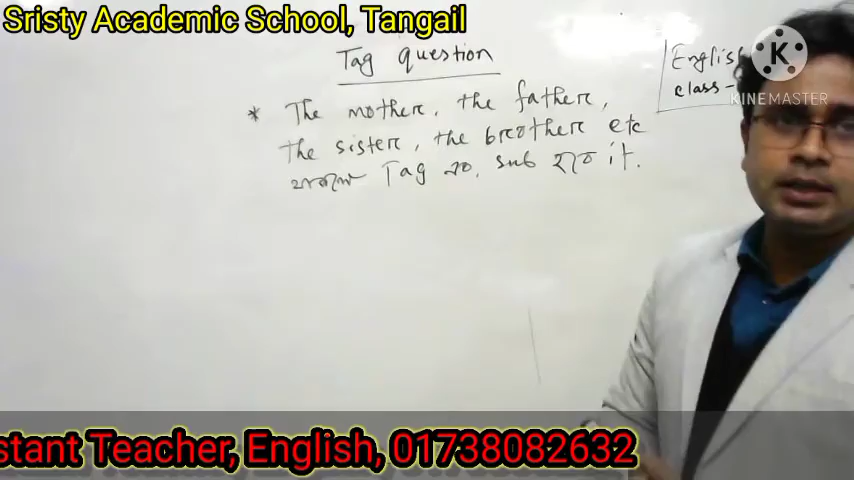 Sristy Academic School, Tangail
Tag question
English
class-
KINEMASTER
* The mother, the father,
the sister, the brother etc
থাকলে Tag এর sub হবে it.
stant Teacher, English, 01738082632